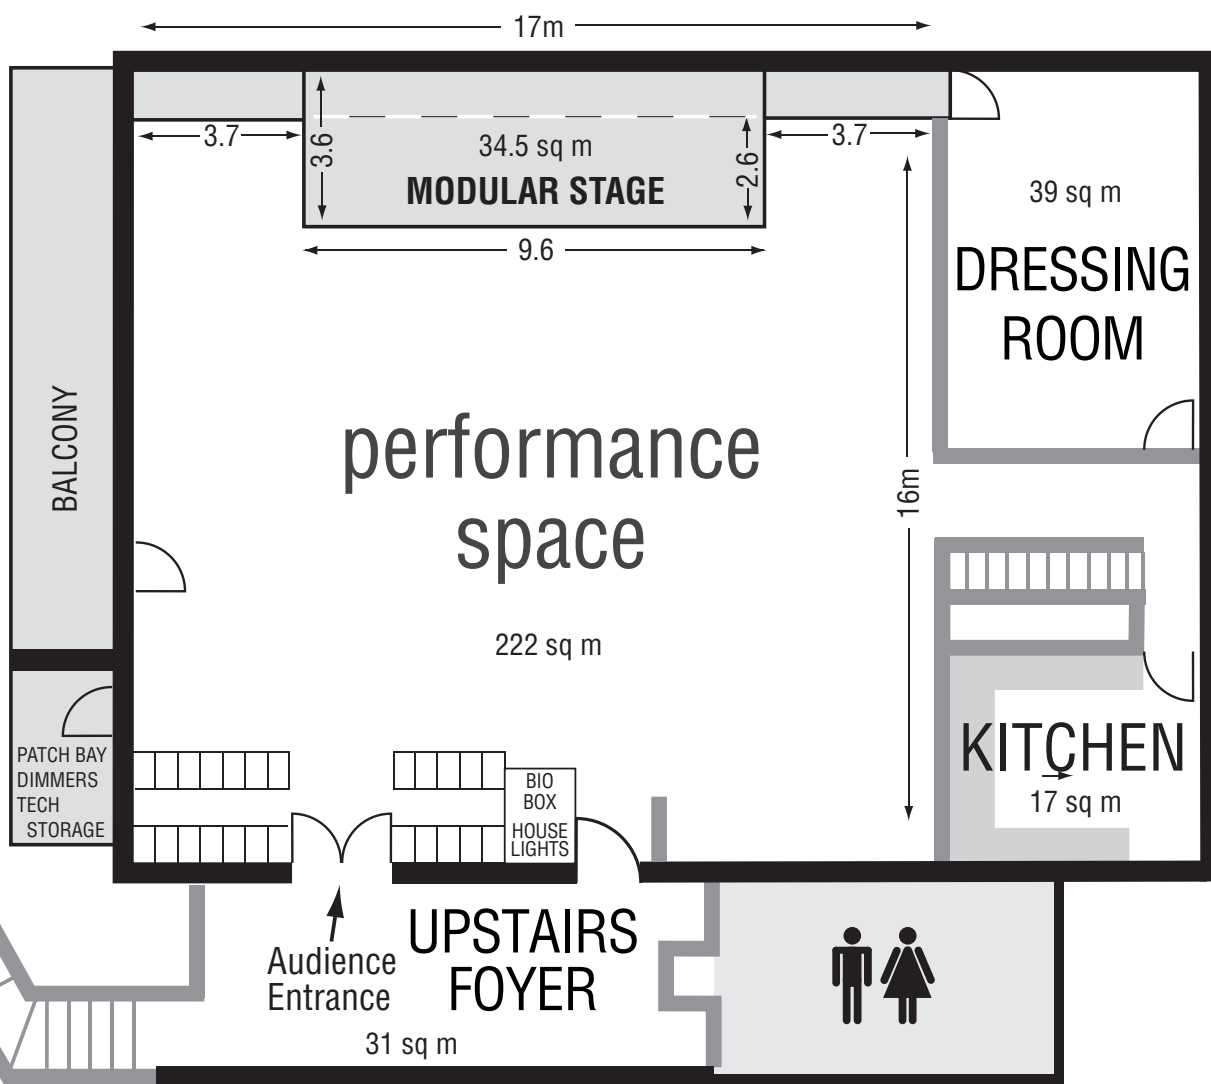 17m
3.7
3.6
34.5 sq m
MODULAR STAGE
2.6
3.7
9.6
39 sq m
DRESSING
ROOM
BALCONY
performance
space
16m
222 sq m
PATCH BAY
DIMMERS
TECH
STORAGE
BIO
BOX
HOUSE
LIGHTS
KITCHEN
17 sq m
Audience
Entrance
UPSTAIRS
FOYER
31 sq m